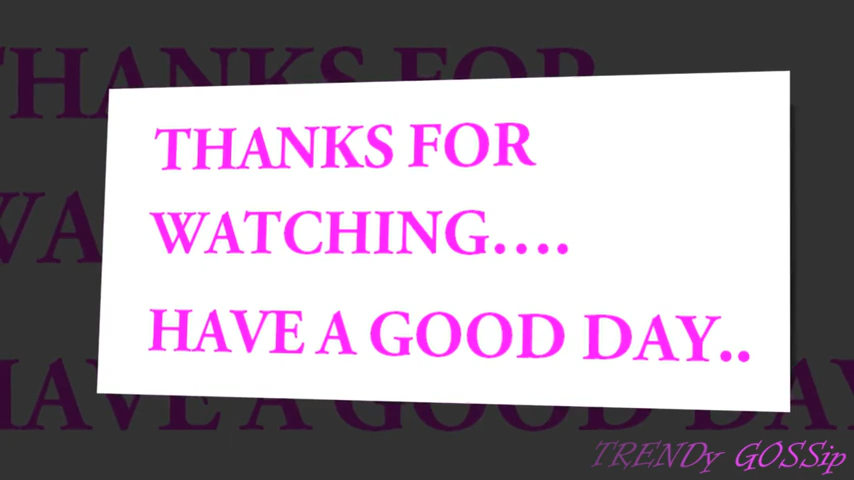 THANKS FOR
WATCHING....
HAVE A GOOD DAY..
TRENDy GOSSip